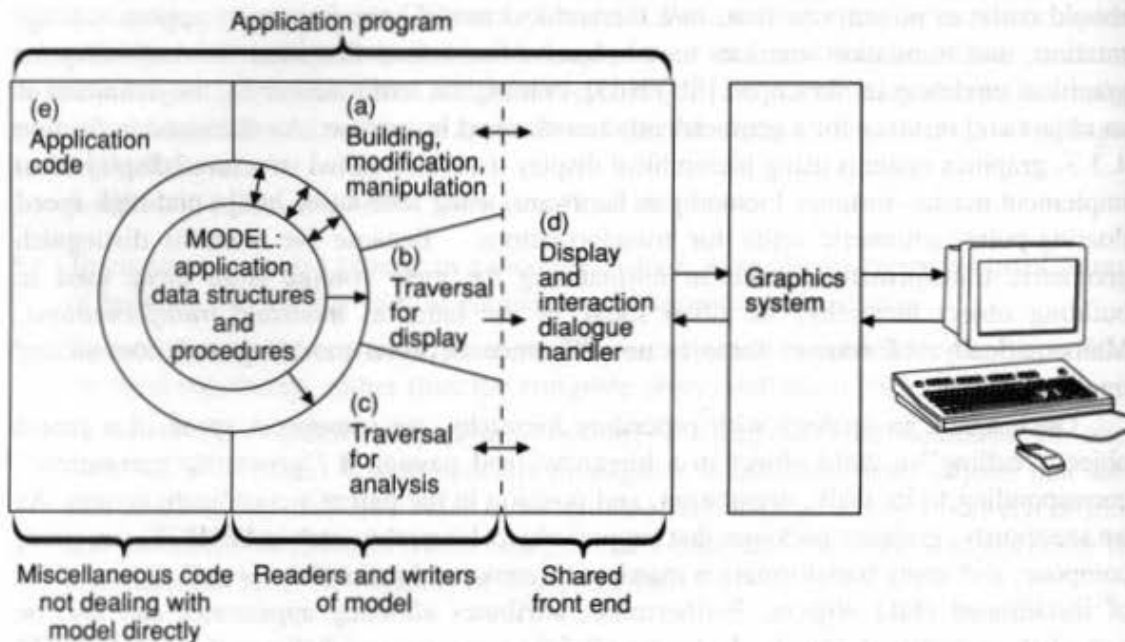 Application program
(e)
Application
code
(a)
Building,
modification,
manipulation
MODEL:
application
data structures
and
procedures
(b)
Traversal
for
display
(c)
Traversal
for
analysis
(d)
Display
and
interaction
dialogue
handler
Graphics
system
Miscellaneous code
not dealing with
model directly
Readers and writers
of model
Shared
front end